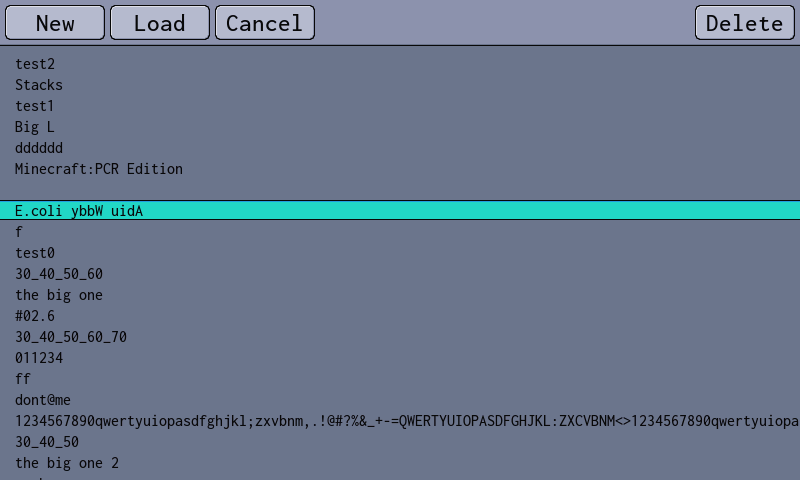 New Load Cancel Delete
test2
Stacks
test1
Big L
dddddd
Minecraft:PCR Edition
E.coli ybbW uidA
f
test0
30_40_50_60
the big one
#02.6
30_40_50_60_70
011234
ff
dont@me
1234567890qwertyuiopasdfghjkl;zxvbnm,.!@#?%&_+-=QWERTYUIOPASDFGHJKL:ZXCVBNM<>1234567890qwertyuiopa
30_40_50
the big one 2